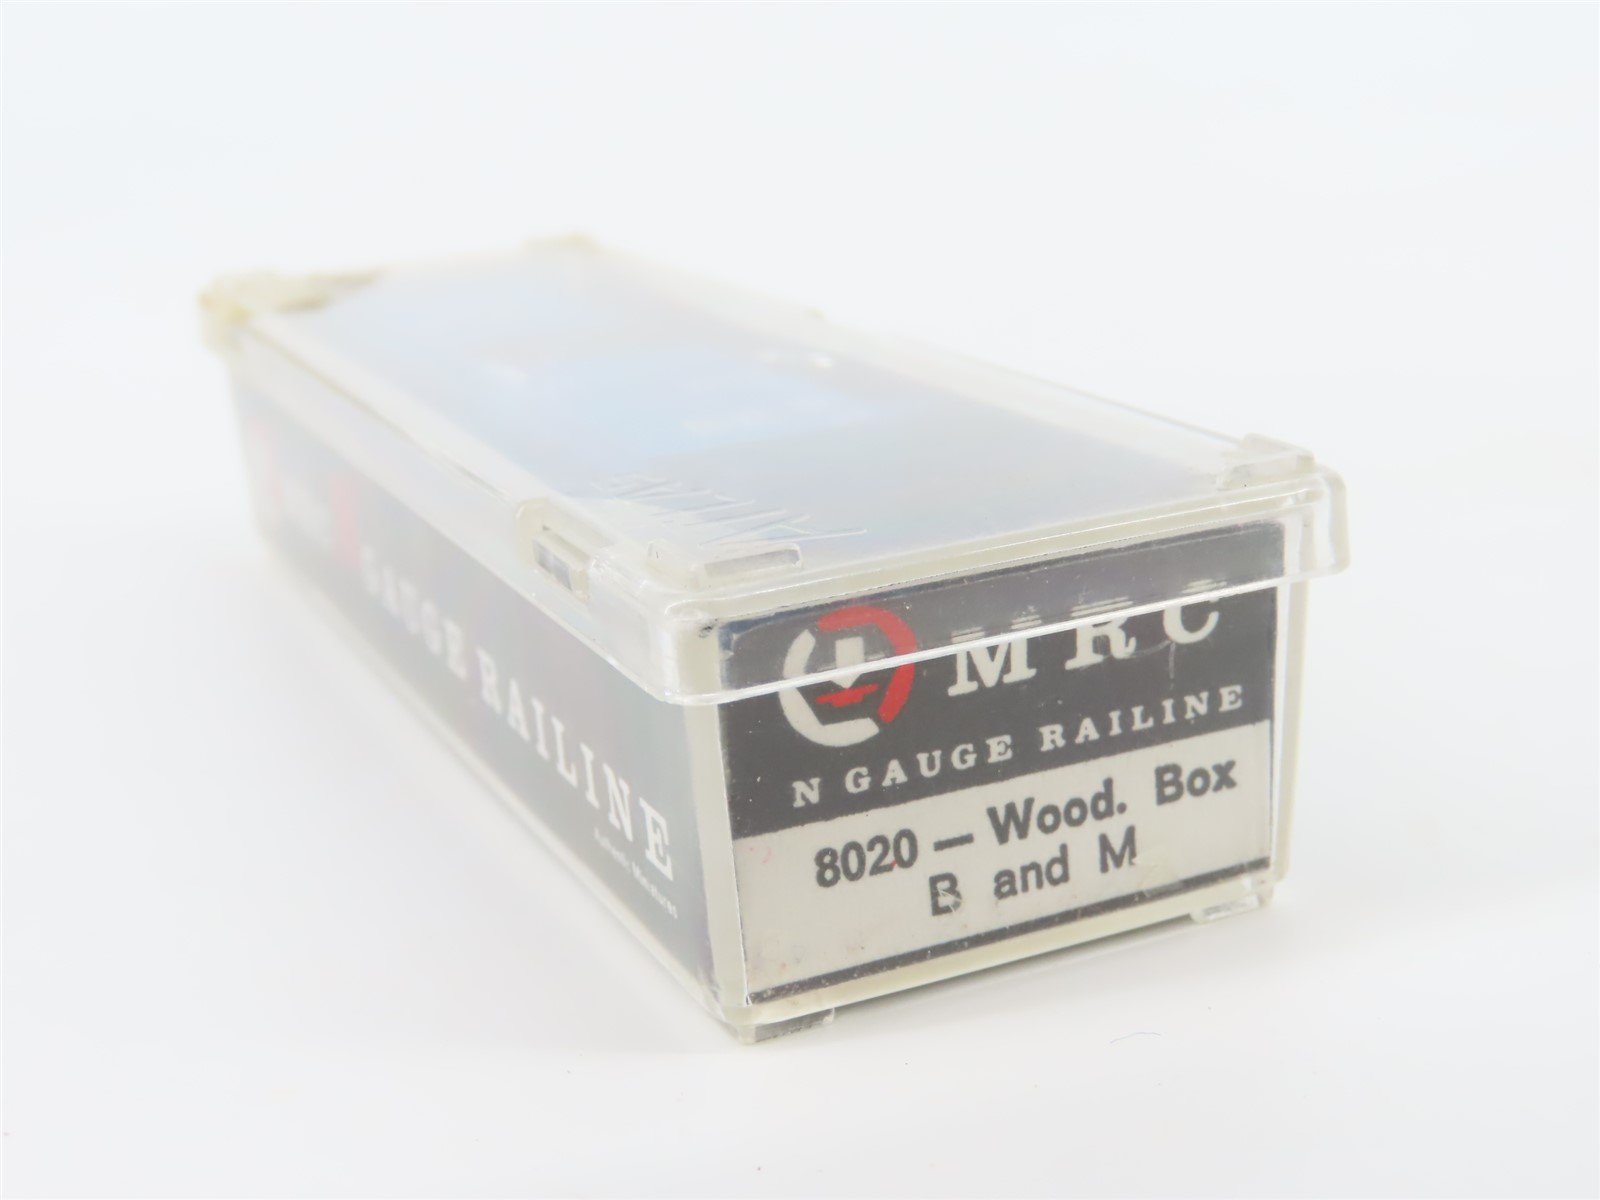 MRC
N GAUGE RAILINE
8020 — Wood. Box
B and M
GAUGE RAILINE